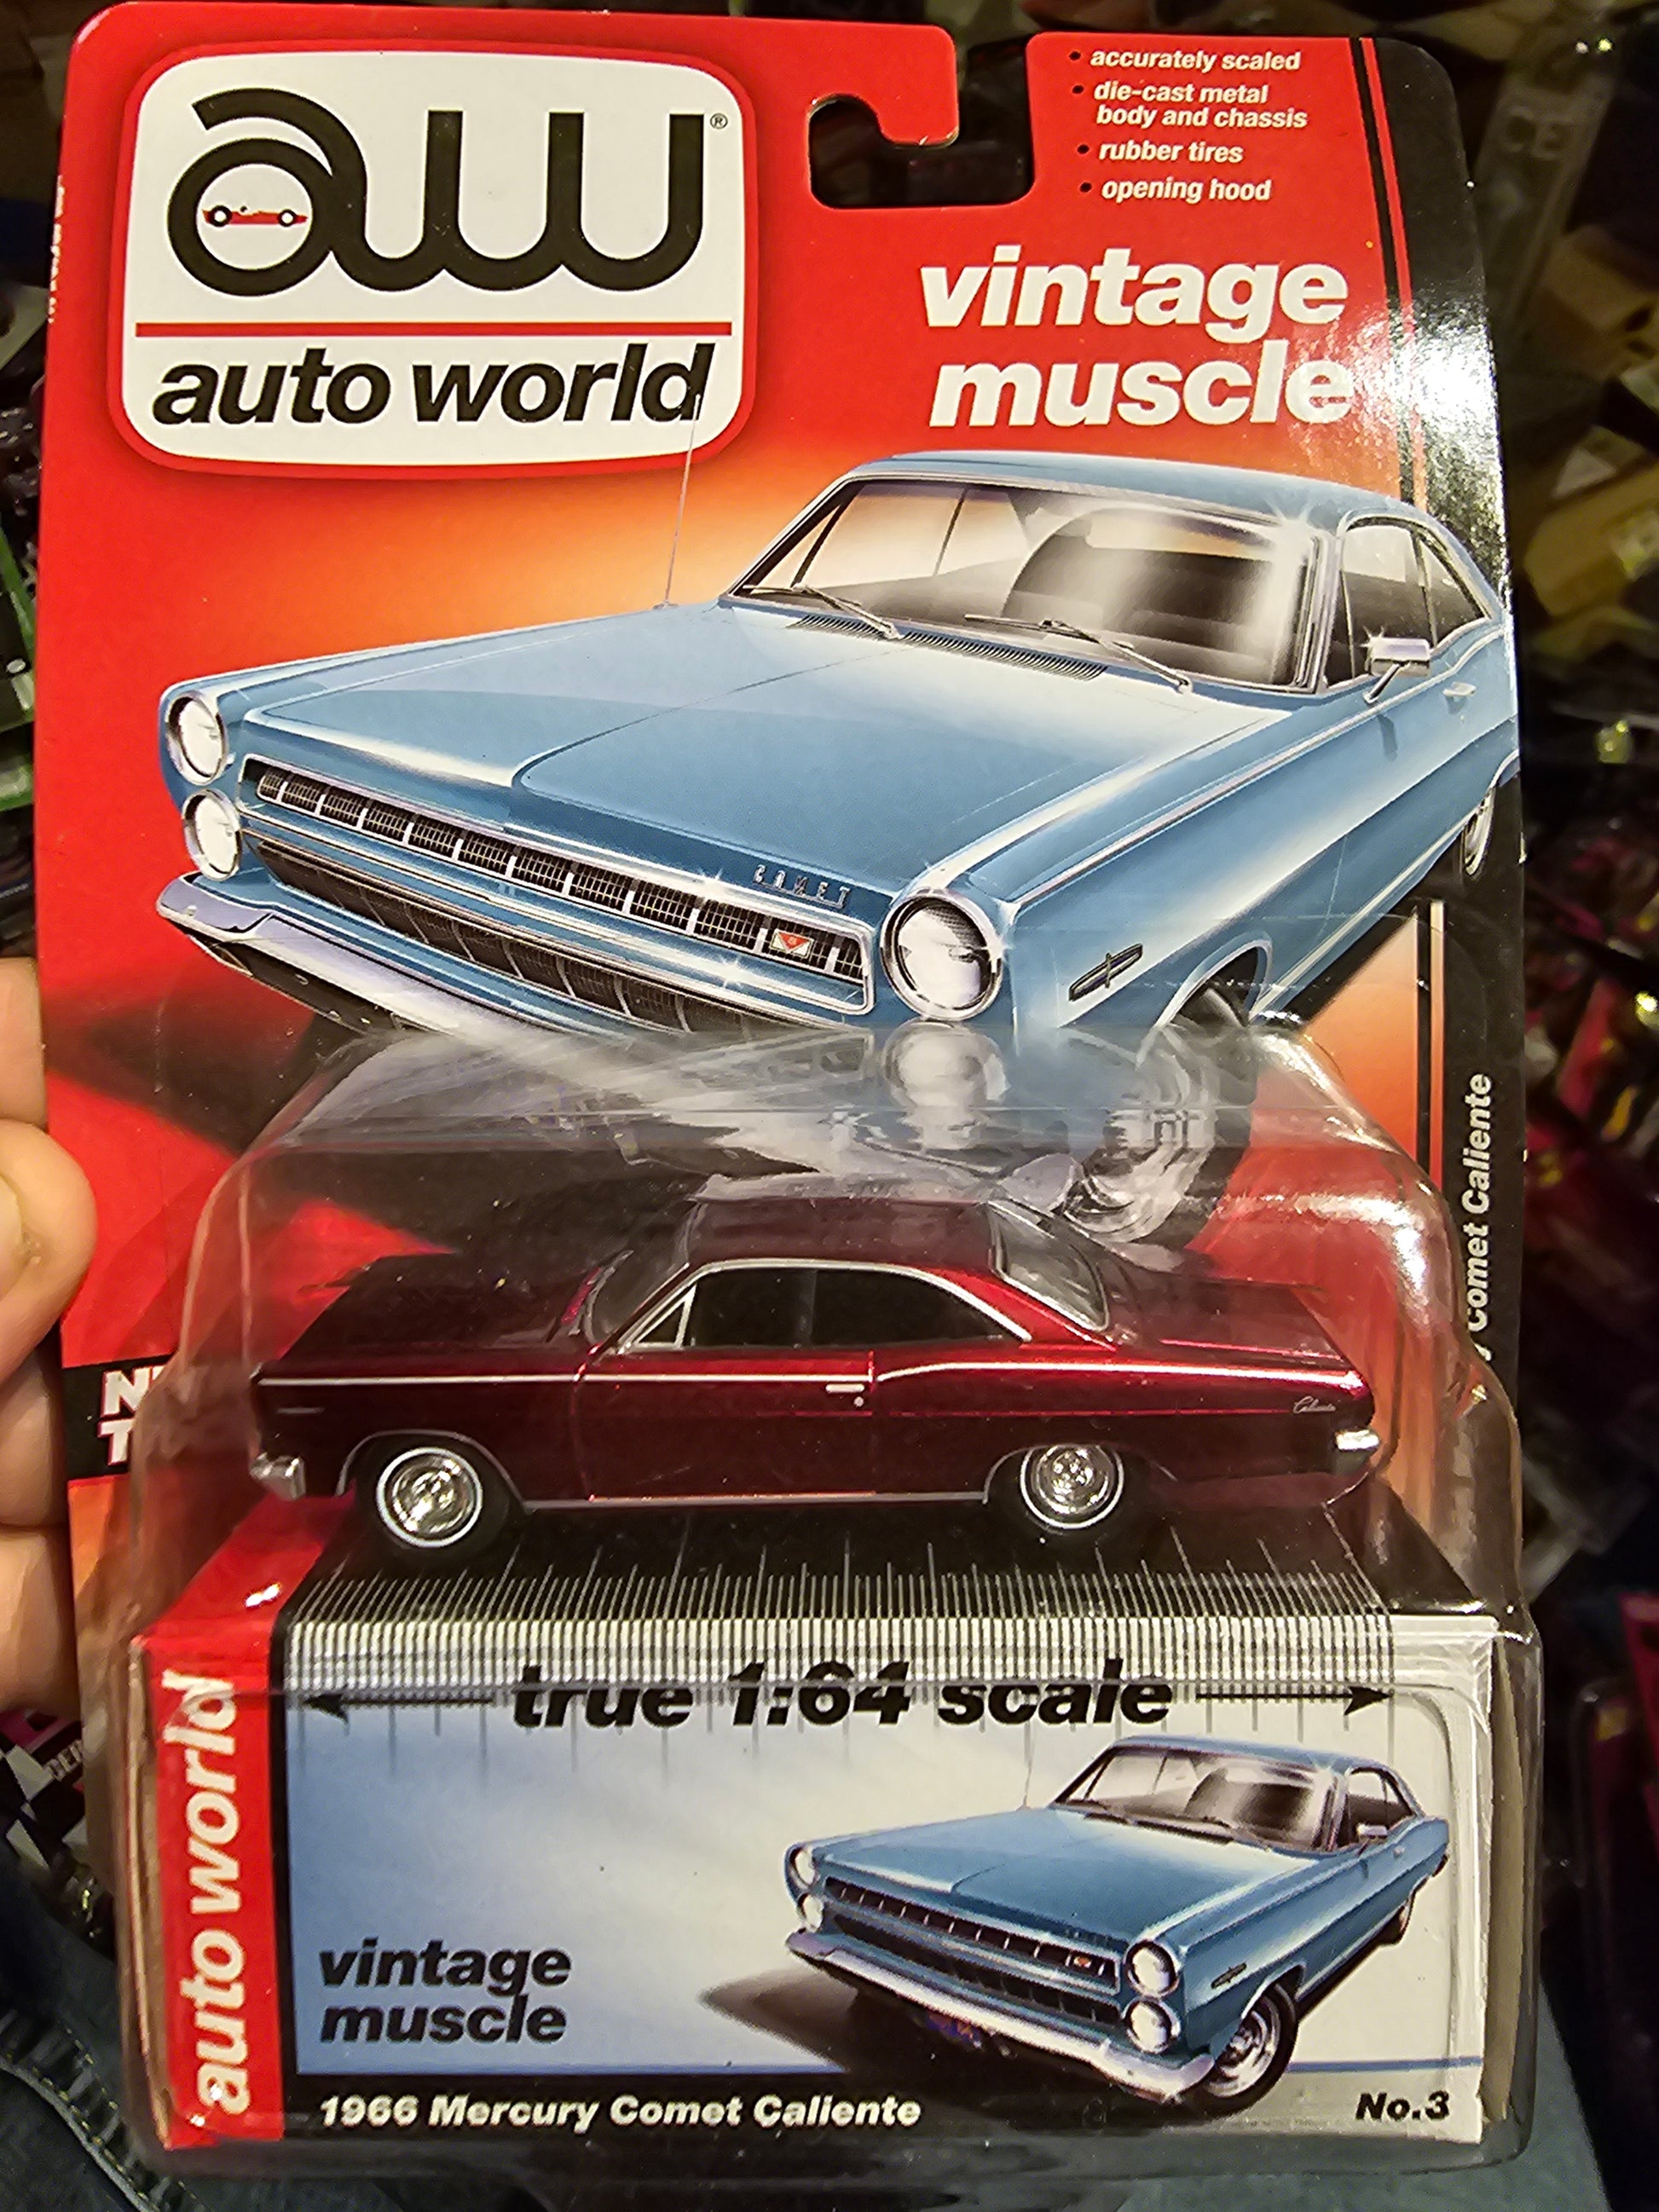 aw®
auto world
• accurately scaled
• die-cast metal
body and chassis
• rubber tires
• opening hood
vintage
muscle
COMET
Comet Caliente
Caliente
true 1:64 scale
auto world
vintage
muscle
1966 Mercury Comet Caliente
No.3